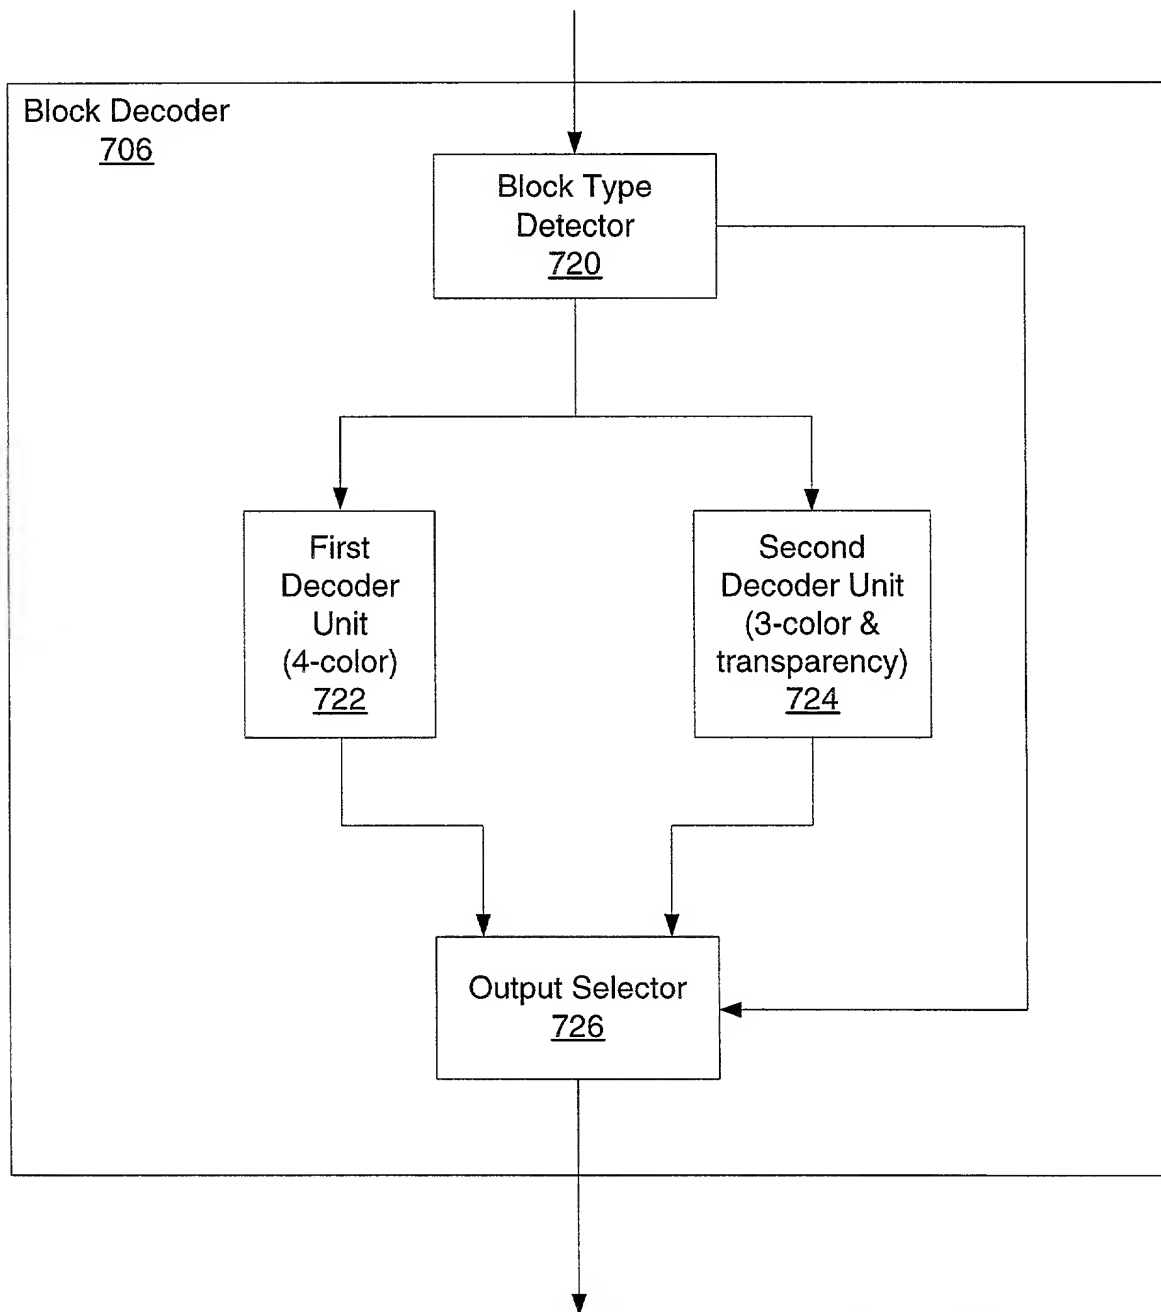 Block Decoder
706
Block Type
Detector
720
First
Decoder
Unit
(4-color)
722
Second
Decoder Unit
(3-color &
transparency)
724
Output Selector
726